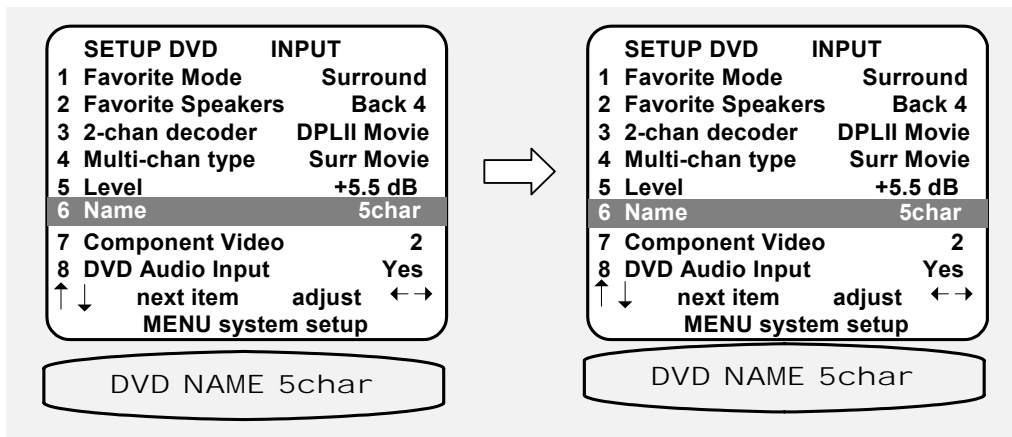 SETUP DVD INPUT
1 Favorite Mode Surround
2 Favorite Speakers Back 4
3 2-chan decoder DPLII Movie
4 Multi-chan type Surr Movie
5 Level +5.5 dB
6 Name 5char
7 Component Video 2
8 DVD Audio Input Yes
↑↓ next item adjust ←→
MENU system setup
DVD NAME 5char
SETUP DVD INPUT
1 Favorite Mode Surround
2 Favorite Speakers Back 4
3 2-chan decoder DPLII Movie
4 Multi-chan type Surr Movie
5 Level +5.5 dB
6 Name 5char
7 Component Video 2
8 DVD Audio Input Yes
↑↓ next item adjust ←→
MENU system setup
DVD NAME 5char